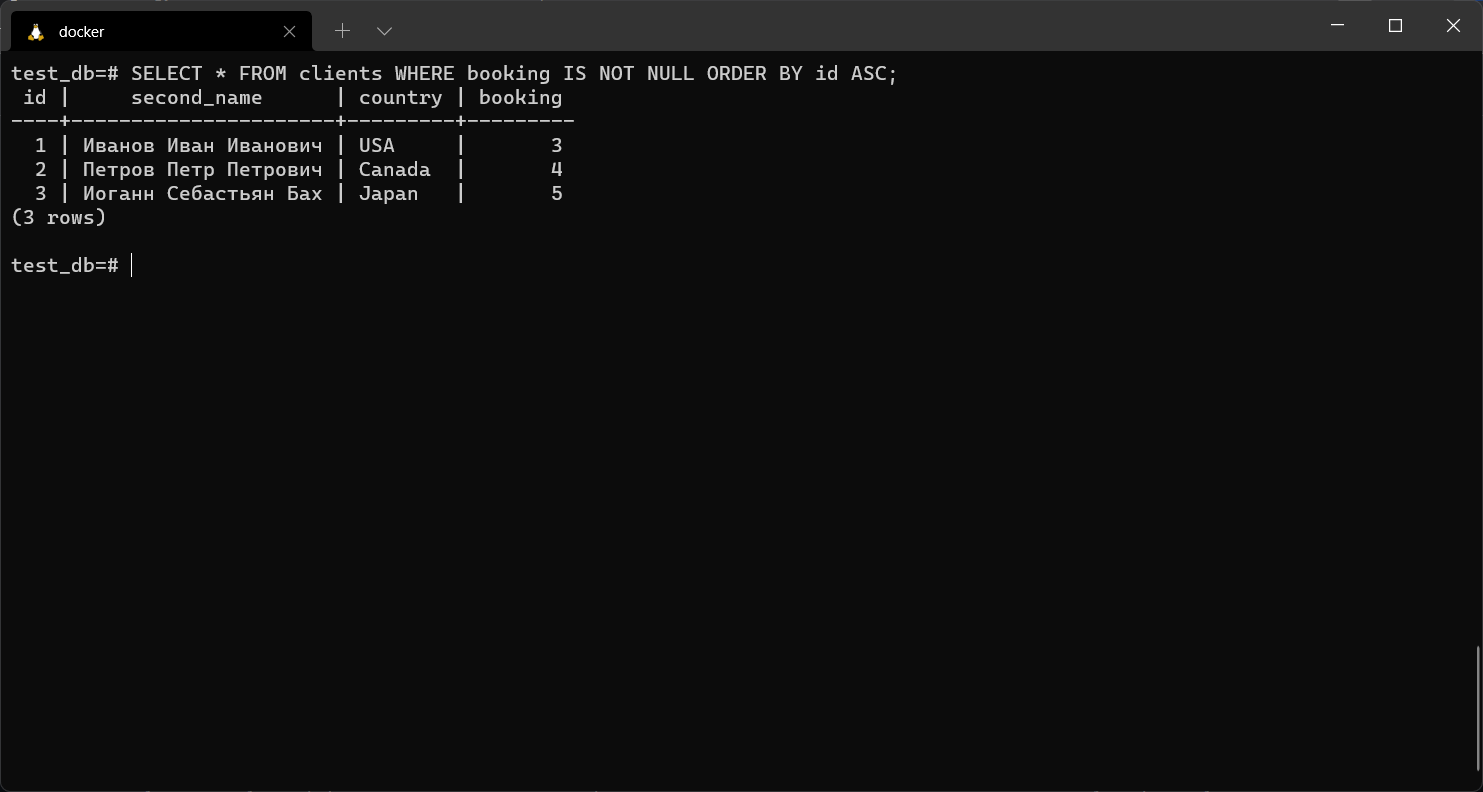 docker
test_db=# SELECT * FROM clients WHERE booking IS NOT NULL ORDER BY id ASC;
 id |     second_name      | country | booking
----+----------------------+---------+---------
  1 | Иванов Иван Иванович | USA     |       3
  2 | Петров Петр Петрович | Canada  |       4
  3 | Иоганн Себастьян Бах | Japan   |       5
(3 rows)
test_db=#